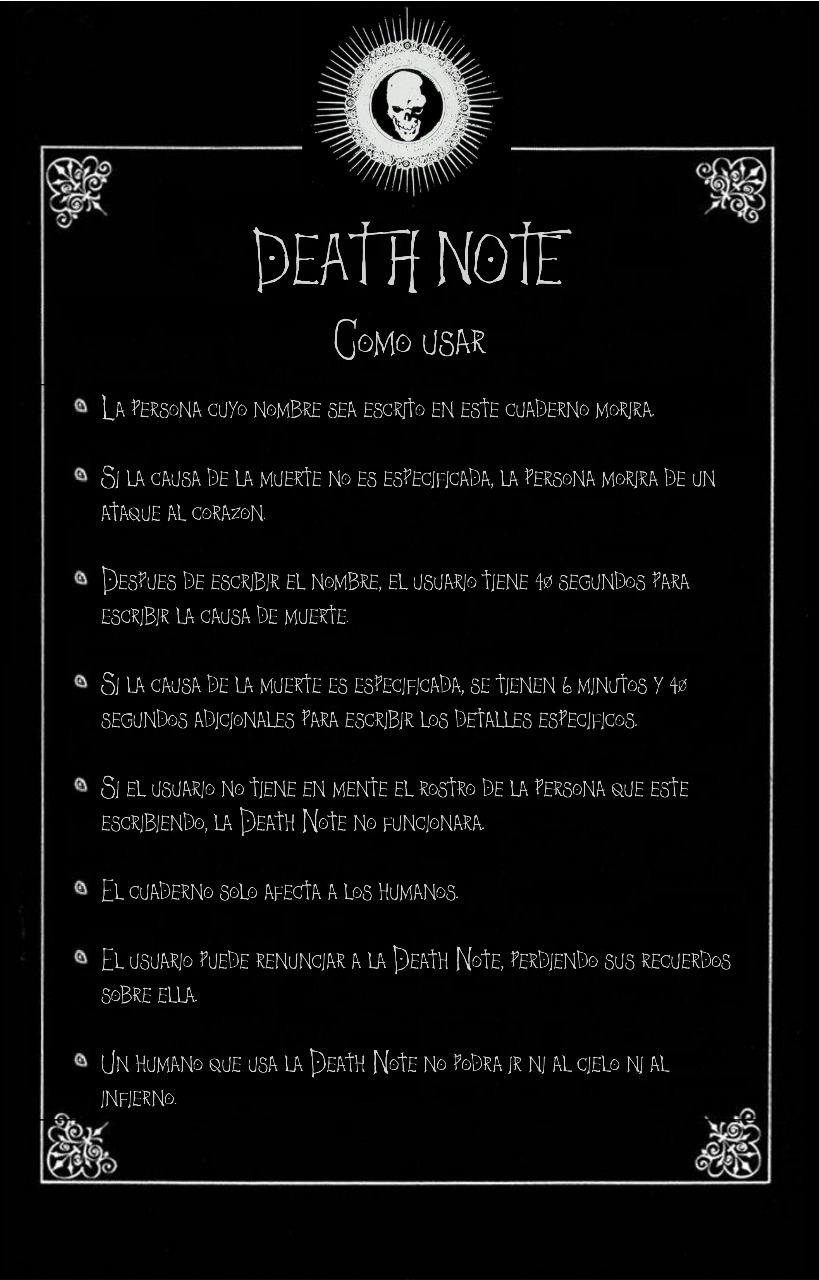 DEATH NOTE
COMO USAR
LA PERSONA CUYO NOMBRE SEA ESCRITO EN ESTE CUADERNO MORIRA.
SI LA CAUSA DE LA MUERTE NO ES ESPECIFICADA, LA PERSONA MORIRA DE UN
ATAQUE AL CORAZON.
DESPUES DE ESCRIBIR EL NOMBRE, EL USUARIO TIENE 40 SEGUNDOS PARA
ESCRIBIR LA CAUSA DE MUERTE.
SI LA CAUSA DE LA MUERTE ES ESPECIFICADA, SE TIENEN 6 MINUTOS Y 40
SEGUNDOS ADICIONALES PARA ESCRIBIR LOS DETALLES ESPECIFICOS.
SI EL USUARIO NO TIENE EN MENTE EL ROSTRO DE LA PERSONA QUE ESTE
ESCRIBIENDO, LA DEATH NOTE NO FUNCIONARA.
EL CUADERNO SOLO AFECTA A LOS HUMANOS.
EL USUARIO PUEDE RENUNCIAR A LA DEATH NOTE, PERDIENDO SUS RECUERDOS
SOBRE ELLA.
UN HUMANO QUE USA LA DEATH NOTE NO PODRA IR NI AL CIELO NI AL
INFIERNO.